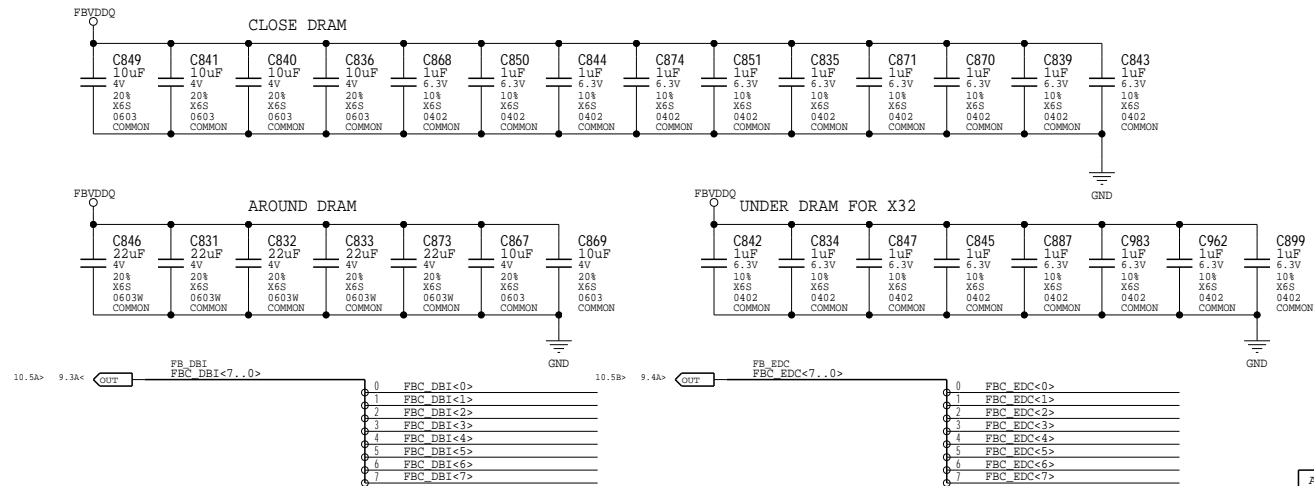 FBVDDQ
CLOSE DRAM
C849 C841 C840 C836 C868 C850 C844 C874 C851 C835 C871 C870 C839 C843
10uF 10uF 10uF 10uF 1uF 1uF 1uF 1uF 1uF 1uF 1uF 1uF 1uF 1uF
4V 4V 4V 4V 6.3V 6.3V 6.3V 6.3V 6.3V 6.3V 6.3V 6.3V 6.3V 6.3V
20% 20% 20% 20% 10% 10% 10% 10% 10% 10% 10% 10% 10% 10%
X6S X6S X6S X6S X6S X6S X6S X6S X6S X6S X6S X6S X6S X6S
0603 0603 0603 0603 0402 0402 0402 0402 0402 0402 0402 0402 0402 0402
COMMON COMMON COMMON COMMON COMMON COMMON COMMON COMMON COMMON COMMON COMMON COMMON COMMON COMMON
GND
FBVDDQ
AROUND DRAM
C846 C831 C832 C833 C873 C867 C869
22uF 22uF 22uF 22uF 22uF 10uF 10uF
4V 4V 4V 4V 4V 4V 4V
20% 20% 20% 20% 20% 20% 20%
X6S X6S X6S X6S X6S X6S X6S
0603W 0603W 0603W 0603W 0603W 0603 0603
COMMON COMMON COMMON COMMON COMMON COMMON COMMON
GND
FBVDDQ
UNDER DRAM FOR X32
C842 C834 C847 C845 C887 C983 C962 C899
1uF 1uF 1uF 1uF 1uF 1uF 1uF 1uF
6.3V 6.3V 6.3V 6.3V 6.3V 6.3V 6.3V 6.3V
10% 10% 10% 10% 10% 10% 10% 10%
X6S X6S X6S X6S X6S X6S X6S X6S
0402 0402 0402 0402 0402 0402 0402 0402
COMMON COMMON COMMON COMMON COMMON COMMON COMMON COMMON
GND
FB_DBI
10.5A> 9.3A< OUT FBC_DBI<7..0>
0 FBC_DBI<0>
1 FBC_DBI<1>
2 FBC_DBI<2>
3 FBC_DBI<3>
4 FBC_DBI<4>
5 FBC_DBI<5>
6 FBC_DBI<6>
7 FBC_DBI<7>
FB_EDC
10.5B> 9.4A> OUT FBC_EDC<7..0>
0 FBC_EDC<0>
1 FBC_EDC<1>
2 FBC_EDC<2>
3 FBC_EDC<3>
4 FBC_EDC<4>
5 FBC_EDC<5>
6 FBC_EDC<6>
7 FBC_EDC<7>